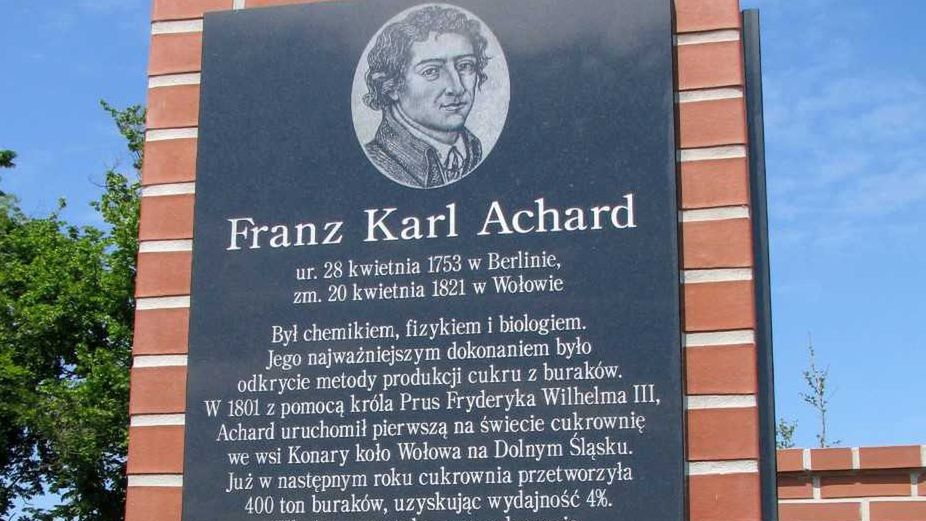 Franz Karl Achard
ur. 28 kwietnia 1753 w Berlinie,
zm. 20 kwietnia 1821 w Wołowie
Był chemikiem, fizykiem i biologiem.
Jego najważniejszym dokonaniem było
odkrycie metody produkcji cukru z buraków.
W 1801 z pomocą króla Prus Fryderyka Wilhelma III,
Achard uruchomił pierwszą na świecie cukrownię
we wsi Konary koło Wołowa na Dolnym Śląsku.
Już w następnym roku cukrownia przetworzyła
400 ton buraków, uzyskując wydajność 4%.